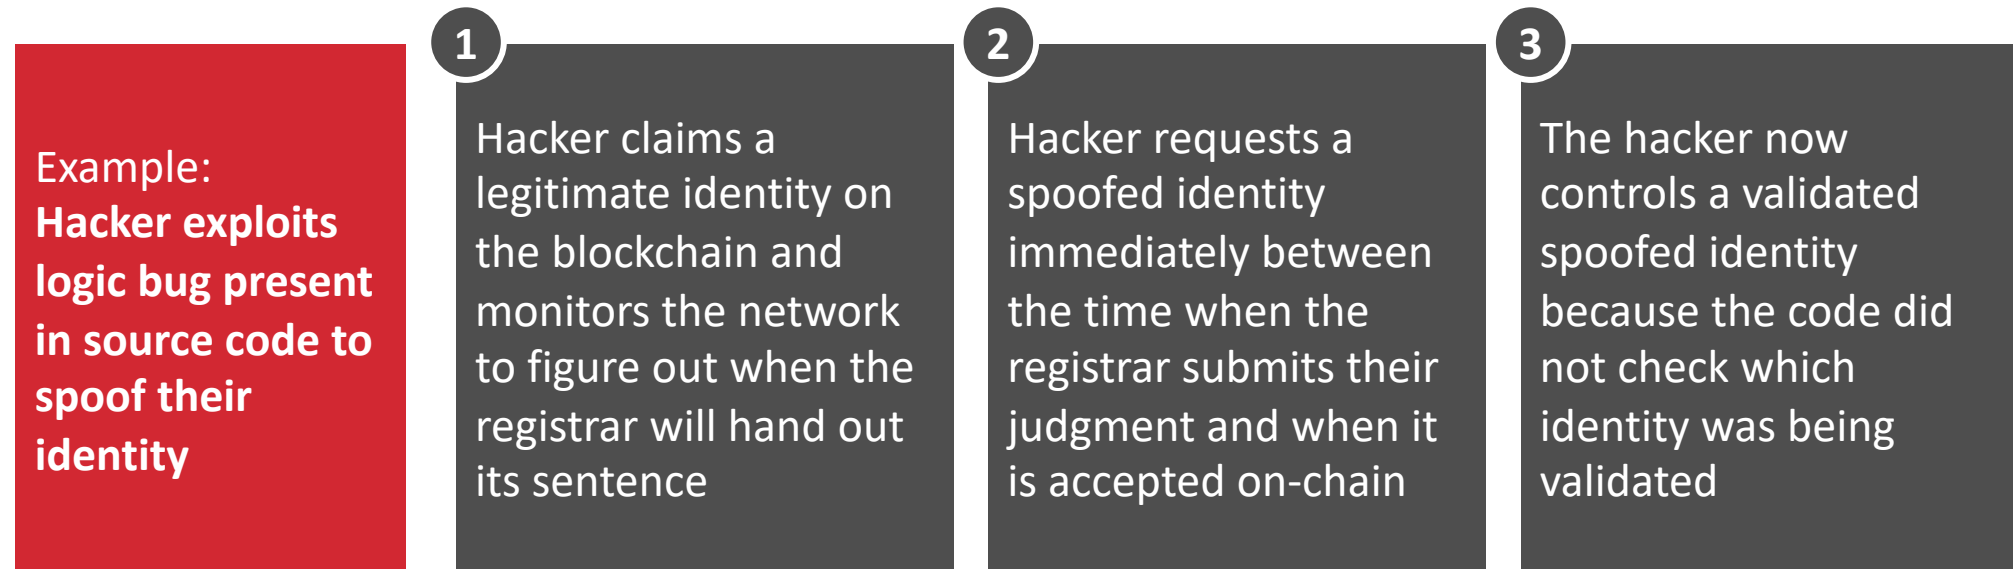 Example:
Hacker exploits
logic bug present
in source code to
spoof their
identity
1
Hacker claims a
legitimate identity on
the blockchain and
monitors the network
to figure out when the
registrar will hand out
its sentence
2
Hacker requests a
spoofed identity
immediately between
the time when the
registrar submits their
judgment and when it
is accepted on-chain
3
The hacker now
controls a validated
spoofed identity
because the code did
not check which
identity was being
validated